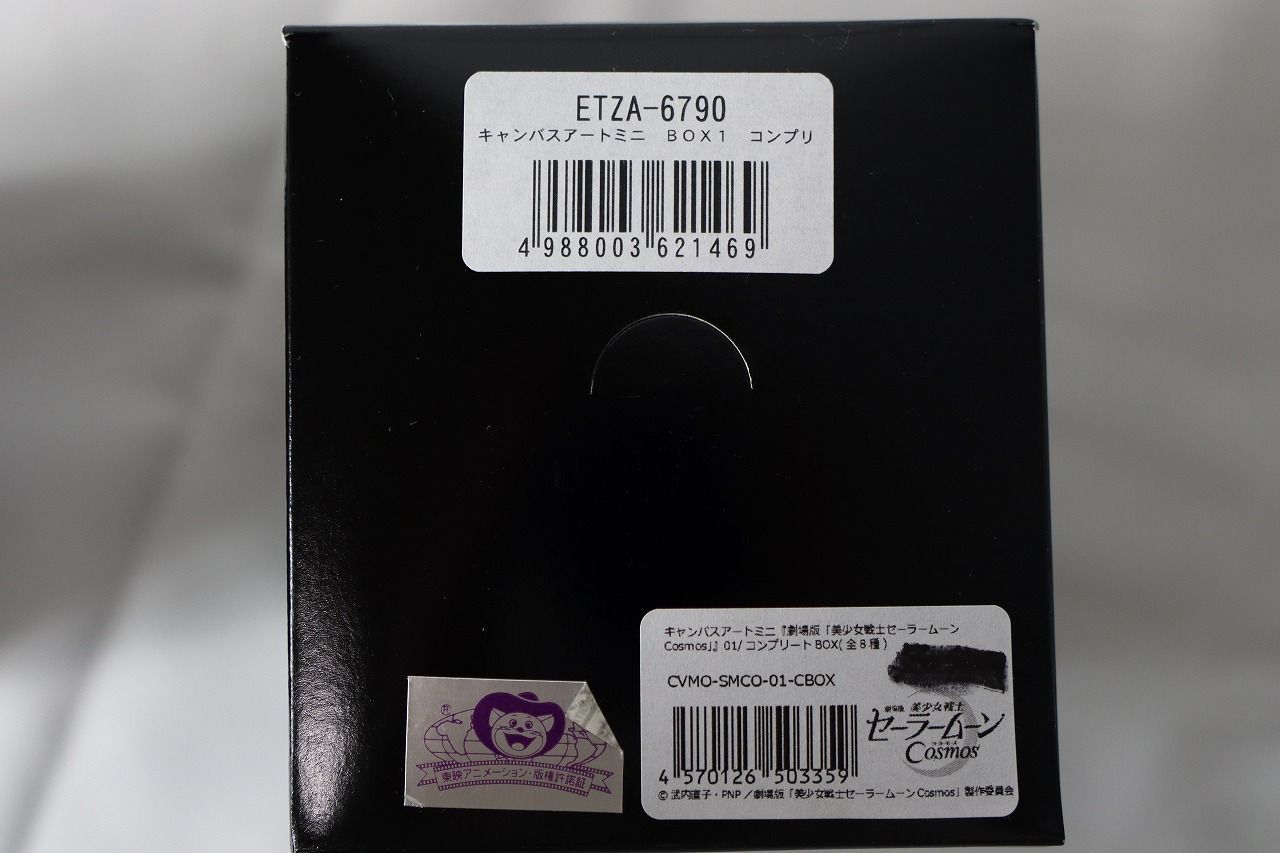 ETZA-6790
キャンバスアートミニ　BOX1　コンプリ
4 988003 621469
キャンバスアートミニ『劇場版「美少女戦士セーラームーン
Cosmos」』01/コンプリートBOX(全8種)
CVMO-SMCO-01-CBOX
劇場版 美少女戦士
セーラームーン
コスモス
Cosmos
4 570126 503359
© 武内直子・PNP／劇場版「美少女戦士セーラームーンCosmos」製作委員会
東映アニメーション・版権許諾証